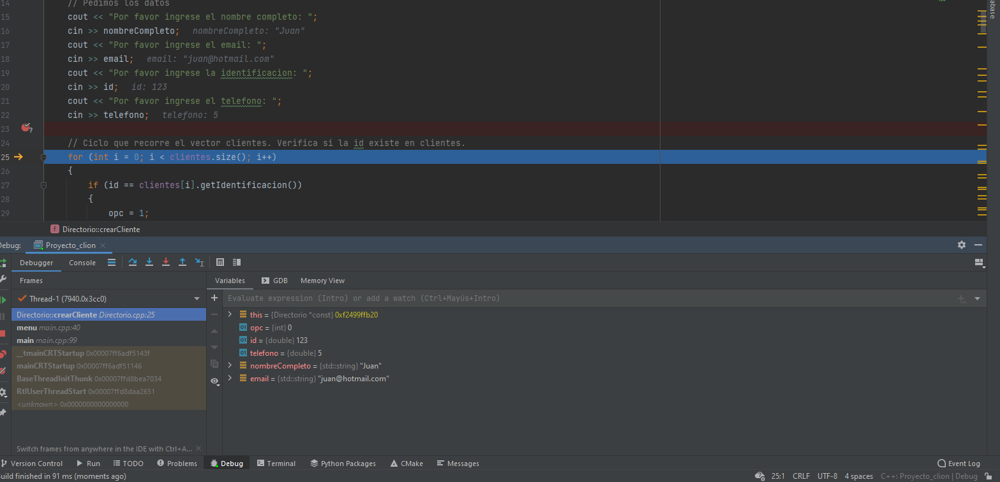 14 // Pedimos los datos
abase
15 cout << "Por favor ingrese el nombre completo: ";
16 cin >> nombreCompleto; nombreCompleto: "Juan"
17 cout << "Por favor ingrese el email: ";
18 cin >> email; email: "juan@hotmail.com"
19 cout << "Por favor ingrese la identificacion: ";
20 cin >> id; id: 123
21 cout << "Por favor ingrese el telefono: ";
22 cin >> telefono; telefono: 5
23
24 // Ciclo que recorre el vector clientes. Verifica si la id existe en clientes.
25 for (int i = 0; i < clientes.size(); i++)
26 {
27 if (id == clientes[i].getIdentificacion())
28 {
29 opc = 1;
f Directorio::crearCliente
Debug: Proyecto_clion
Debugger Console
Frames
Variables GDB Memory View
Thread-1 (7940.0x3cc0)
Evaluate expression (Intro) or add a watch (Ctrl+Mayús+Intro)
Directorio::crearCliente Directorio.cpp:25
menu main.cpp:40
main main.cpp:99
__tmainCRTStartup 0x00007ff6adf5143f
mainCRTStartup 0x00007ff6adf51146
BaseThreadInitThunk 0x00007ffd8bea7034
RtlUserThreadStart 0x00007ffd8daa2651
<unknown> 0x0000000000000000
this = {Directorio *const} 0xf2499ffb20
opc = {int} 0
id = {double} 123
telefono = {double} 5
nombreCompleto = {std::string} "Juan"
email = {std::string} "juan@hotmail.com"
Switch frames from anywhere in the IDE with Ctrl+A...
Version Control Run TODO Problems Debug Terminal Python Packages CMake Messages Event Log
uild finished in 91 ms (moments ago) 25:1 CRLF UTF-8 4 spaces C++: Proyecto_clion | Debug